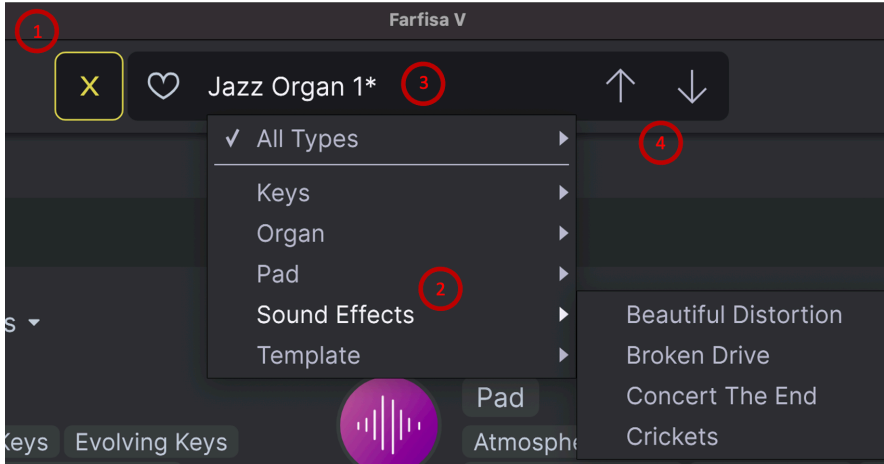 Farfisa V
1
X
Jazz Organ 1*
3
4
✓ All Types
Keys
Organ
Pad
2
Sound Effects
Template
Beautiful Distortion
Broken Drive
Concert The End
Crickets
s
Pad
Keys
Evolving Keys
Atmosphe